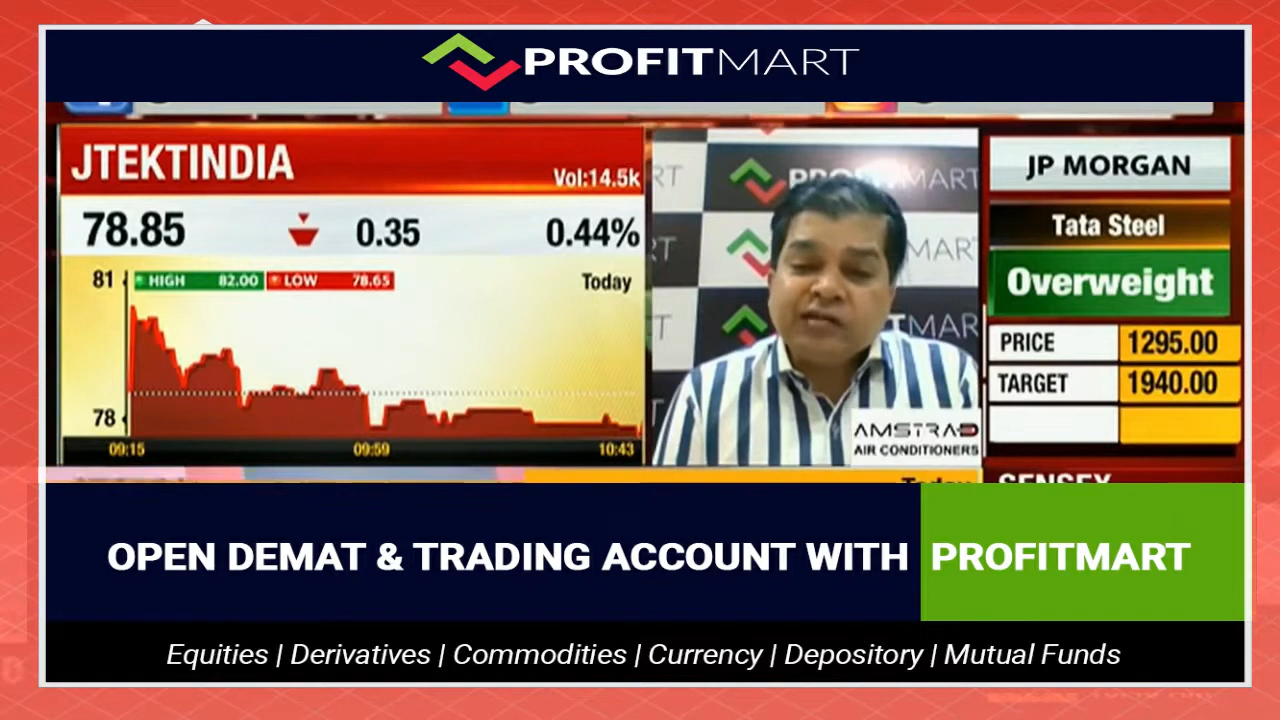 PROFITMART
JTEKTINDIA
Vol:14.5k
78.85 0.35 0.44%
81 HIGH 82.00 LOW 78.65 Today
78
09:15 09:59 10:43
PROFITMART
AMSTRAD
AIR CONDITIONERS
JP MORGAN
Tata Steel
Overweight
PRICE 1295.00
TARGET 1940.00
OPEN DEMAT & TRADING ACCOUNT WITH PROFITMART
Equities | Derivatives | Commodities | Currency | Depository | Mutual Funds